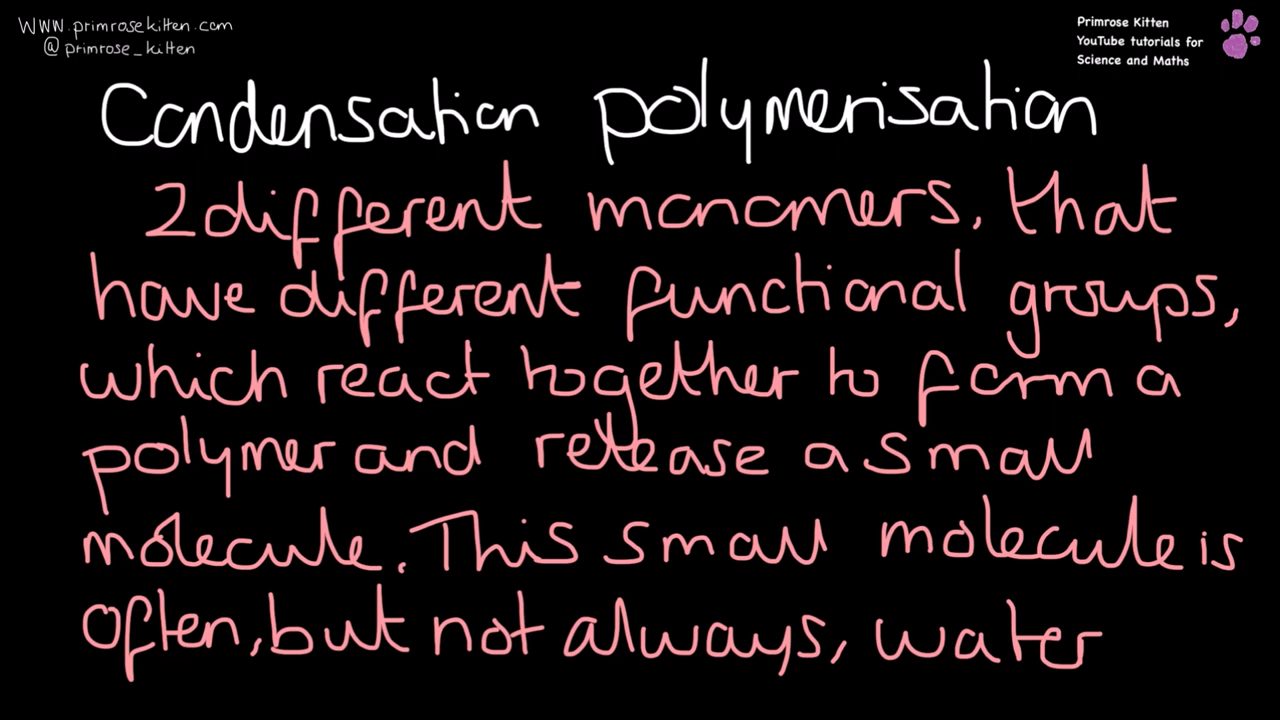 www.primrosekitten.com
@primrose_kitten
Primrose Kitten
YouTube tutorials for
Science and Maths
Condensation polymerisation
2 different monomers, that
have different functional groups,
which react together to form a
polymer and release a small
molecule. This small molecule is
often, but not always, water